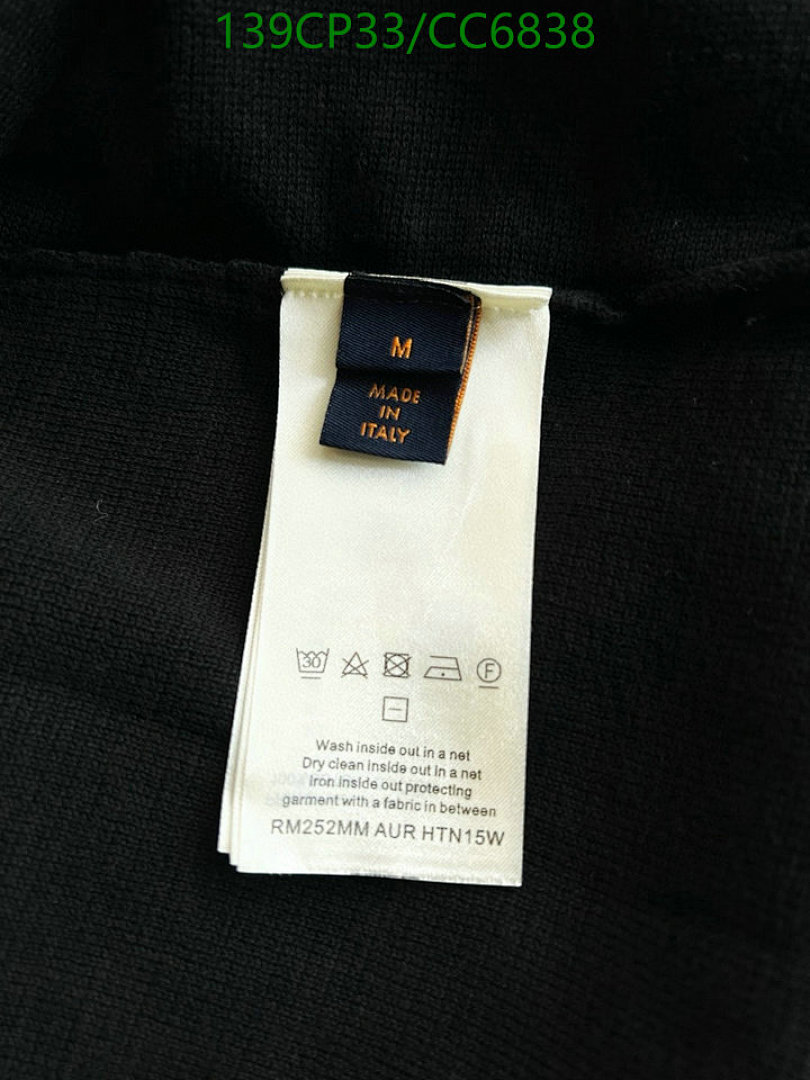 139CP33/CC6838
M
MADE
IN
ITALY
30
F
Wash inside out in a net
Dry clean inside out in a net
Iron inside out protecting
garment with a fabric in between
RM252MM AUR HTN15W